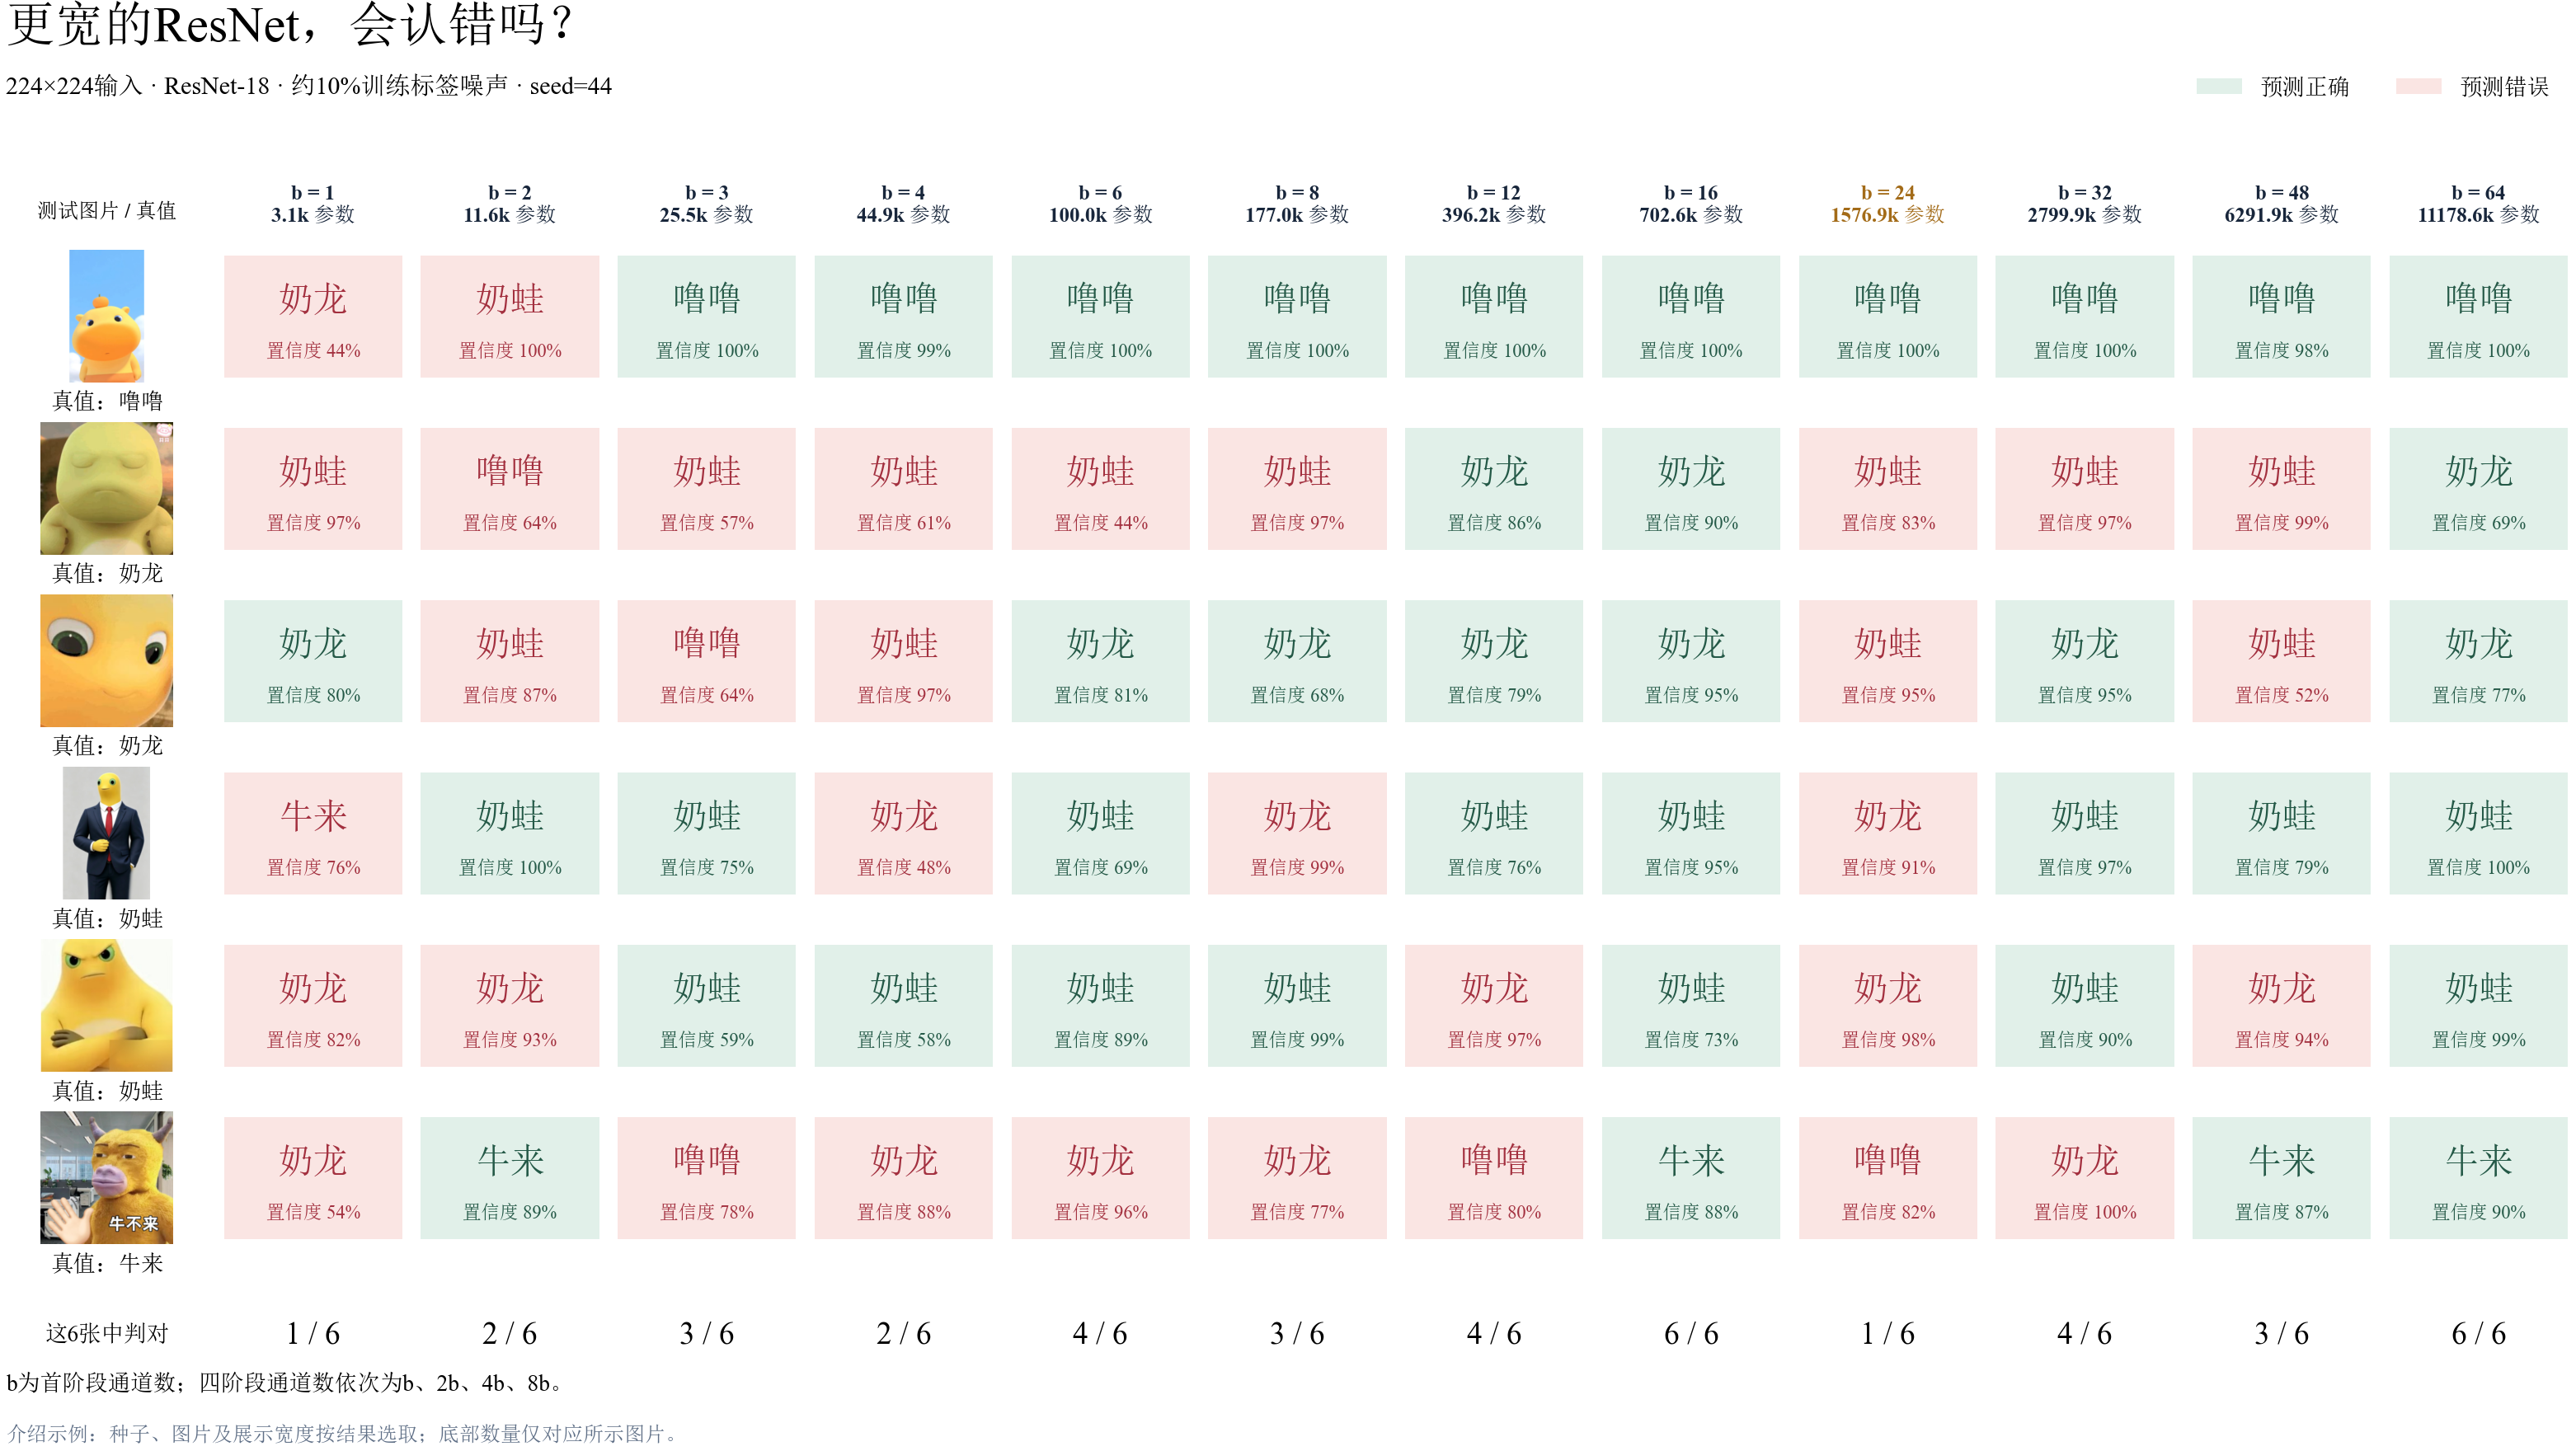 更宽的ResNet，会认错吗？
224×224输入 · ResNet-18 · 约10%训练标签噪声 · seed=44
预测正确 预测错误
测试图片 / 真值
b = 1 b = 2 b = 3 b = 4 b = 6 b = 8 b = 12 b = 16 b = 24 b = 32 b = 48 b = 64
3.1k 参数 11.6k 参数 25.5k 参数 44.9k 参数 100.0k 参数 177.0k 参数 396.2k 参数 702.6k 参数 1576.9k 参数 2799.9k 参数 6291.9k 参数 11178.6k 参数
奶龙 奶蛙 噜噜 噜噜 噜噜 噜噜 噜噜 噜噜 噜噜 噜噜 噜噜 噜噜
置信度 44% 置信度 100% 置信度 100% 置信度 99% 置信度 100% 置信度 100% 置信度 100% 置信度 100% 置信度 100% 置信度 100% 置信度 98% 置信度 100%
真值：噜噜
奶蛙 噜噜 奶蛙 奶蛙 奶蛙 奶蛙 奶龙 奶龙 奶蛙 奶蛙 奶蛙 奶龙
置信度 97% 置信度 64% 置信度 57% 置信度 61% 置信度 44% 置信度 97% 置信度 86% 置信度 90% 置信度 83% 置信度 97% 置信度 99% 置信度 69%
真值：奶龙
奶龙 奶蛙 噜噜 奶蛙 奶龙 奶龙 奶龙 奶龙 奶蛙 奶龙 奶蛙 奶龙
置信度 80% 置信度 87% 置信度 64% 置信度 97% 置信度 81% 置信度 68% 置信度 79% 置信度 95% 置信度 95% 置信度 95% 置信度 52% 置信度 77%
真值：奶龙
牛来 奶蛙 奶蛙 奶龙 奶蛙 奶龙 奶蛙 奶蛙 奶龙 奶蛙 奶蛙 奶蛙
置信度 76% 置信度 100% 置信度 75% 置信度 48% 置信度 69% 置信度 99% 置信度 76% 置信度 95% 置信度 91% 置信度 97% 置信度 79% 置信度 100%
真值：奶蛙
奶龙 奶龙 奶蛙 奶蛙 奶蛙 奶蛙 奶龙 奶蛙 奶龙 奶蛙 奶龙 奶蛙
置信度 82% 置信度 93% 置信度 59% 置信度 58% 置信度 89% 置信度 99% 置信度 97% 置信度 73% 置信度 98% 置信度 90% 置信度 94% 置信度 99%
真值：奶蛙
奶龙 牛来 噜噜 奶龙 奶龙 奶龙 噜噜 牛来 噜噜 奶龙 牛来 牛来
置信度 54% 置信度 89% 置信度 78% 置信度 88% 置信度 96% 置信度 77% 置信度 80% 置信度 88% 置信度 82% 置信度 100% 置信度 87% 置信度 90%
牛不来
真值：牛来
这6张中判对 1 / 6 2 / 6 3 / 6 2 / 6 4 / 6 3 / 6 4 / 6 6 / 6 1 / 6 4 / 6 3 / 6 6 / 6
b为首阶段通道数；四阶段通道数依次为b、2b、4b、8b。
介绍示例：种子、图片及展示宽度按结果选取；底部数量仅对应所示图片。